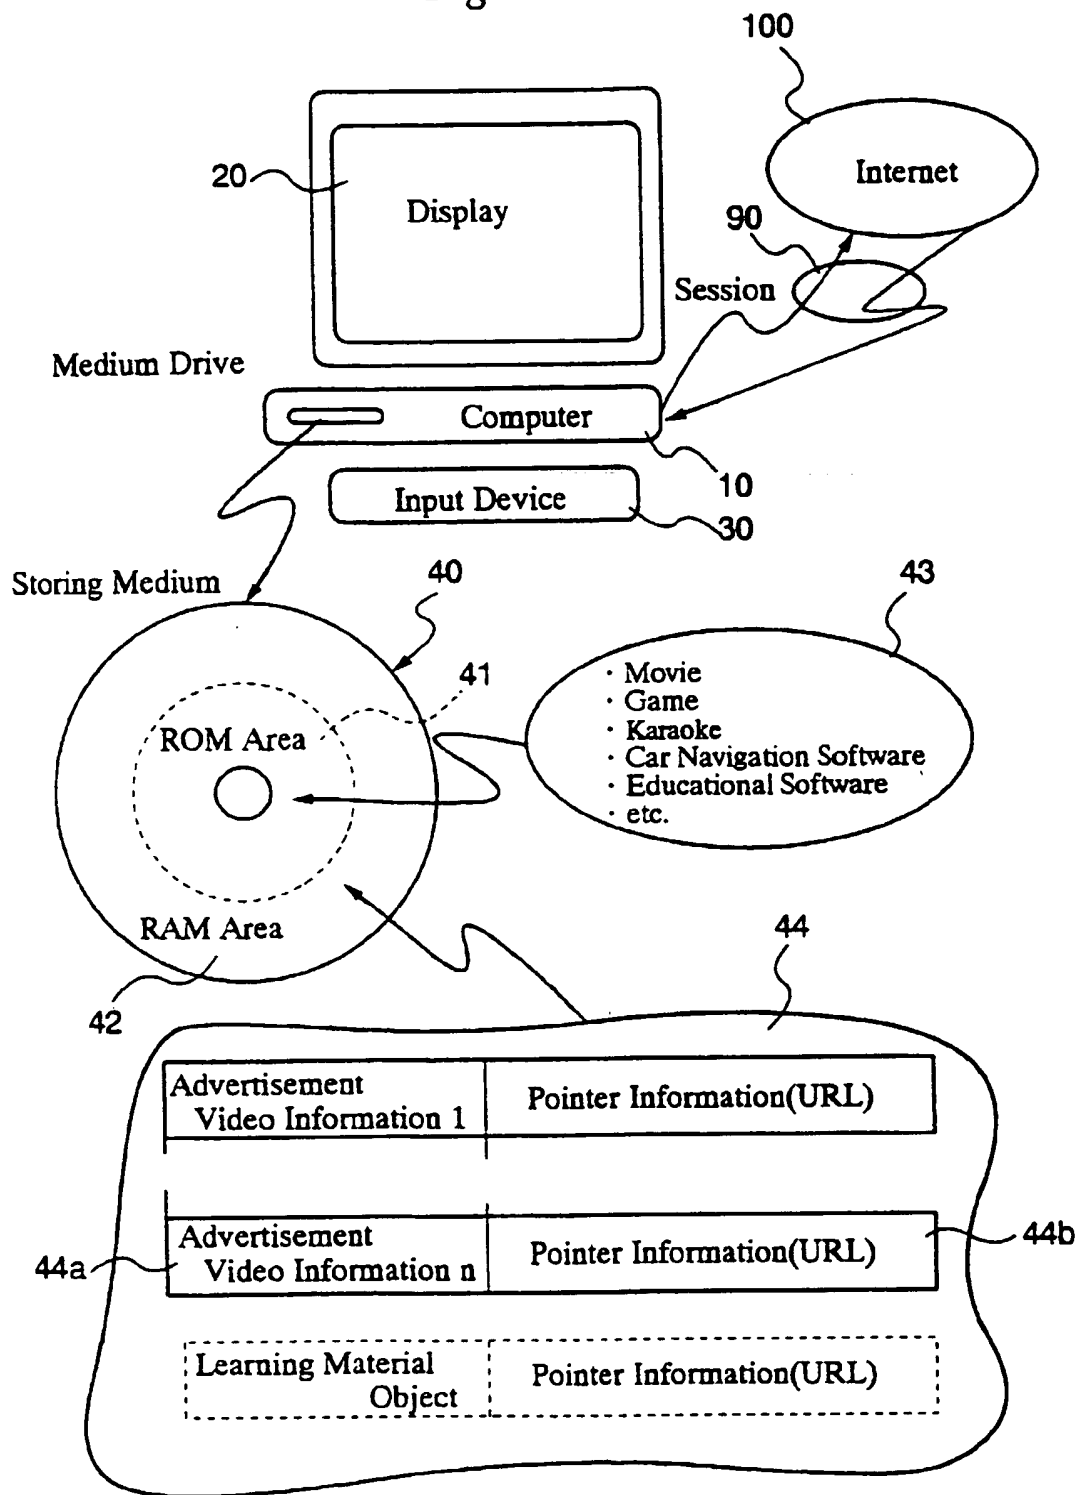 100
20
Display
Internet
90
Session
Medium Drive
Computer
10
Input Device
30
Storing Medium
40
43
41
ROM Area
· Movie
· Game
· Karaoke
· Car Navigation Software
· Educational Software
· etc.
RAM Area
42
44
Advertisement
Video Information 1
Pointer Information(URL)
Advertisement
Video Information n
Pointer Information(URL)
44a
44b
Learning Material
Object
Pointer Information(URL)